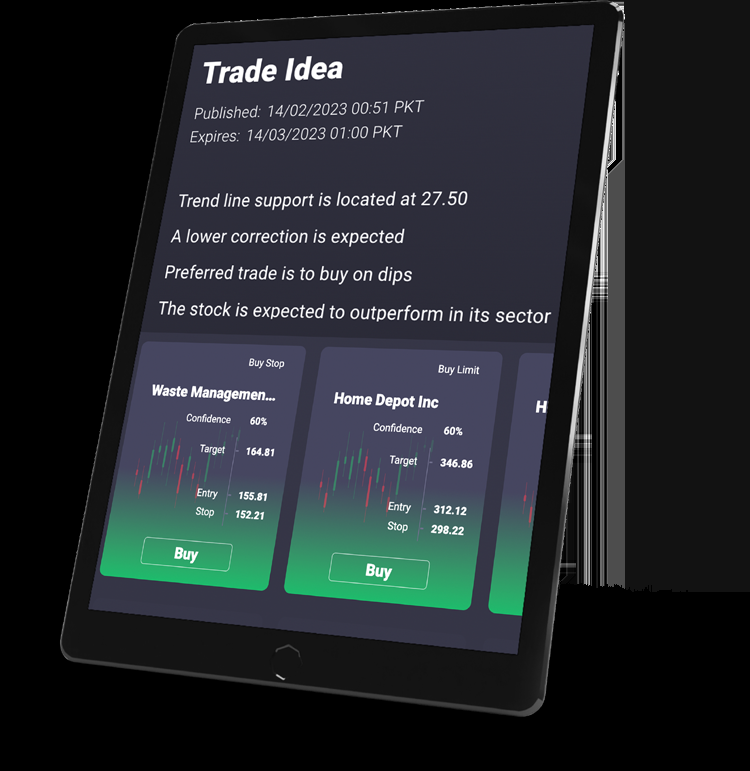 Trade Idea
Published: 14/02/2023 00:51 PKT
Expires: 14/03/2023 01:00 PKT
Trend line support is located at 27.50
A lower correction is expected
Preferred trade is to buy on dips
The stock is expected to outperform in its sector
Buy Stop
Waste Managemen...
Confidence 60%
Target 164.81
Entry 155.81
Stop 152.21
Buy
Buy Limit
Home Depot Inc
Confidence 60%
Target 346.86
Entry 312.12
Stop 298.22
Buy
H